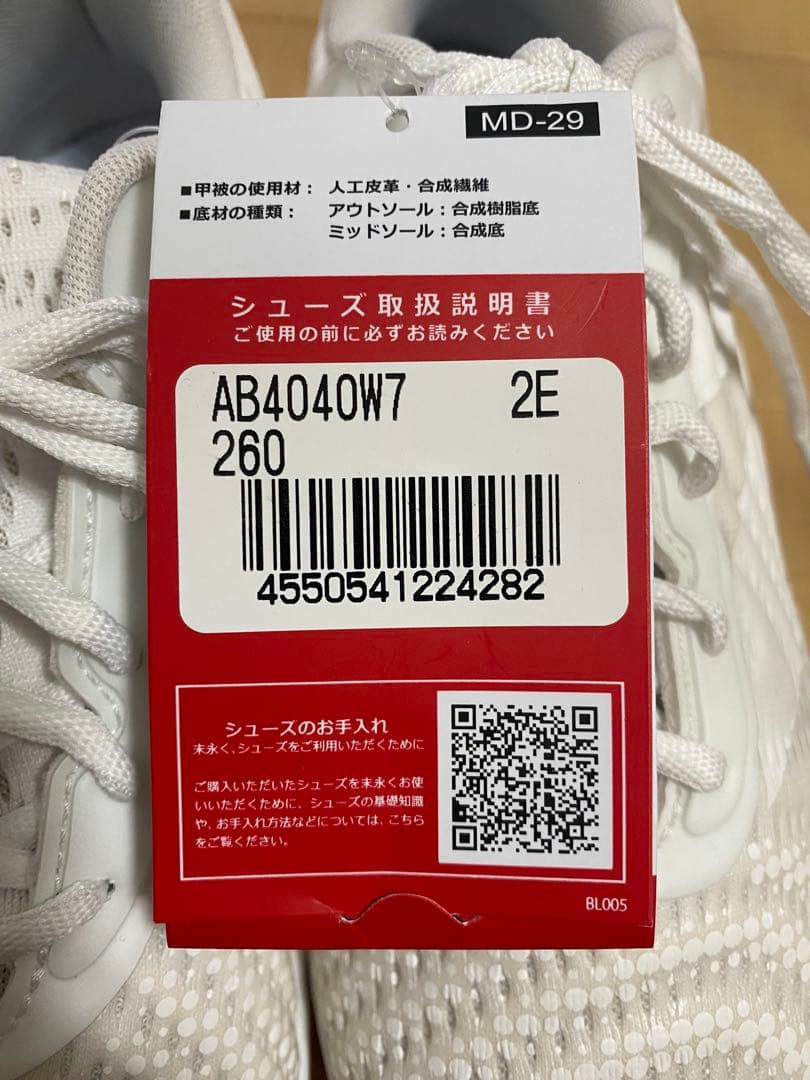 MD-29
■甲被の使用材： 人工皮革・合成繊維
■底材の種類： アウトソール：合成樹脂底
ミッドソール：合成底
シューズ取扱説明書
ご使用の前に必ずお読みください
AB4040W7 2E
260
4550541224282
シューズのお手入れ
末永く、シューズをご利用いただくために
ご購入いただいたシューズを末永くお使
いいただくために、シューズの基礎知識
や、お手入れ方法などについては、こちら
をご覧ください。
BL005